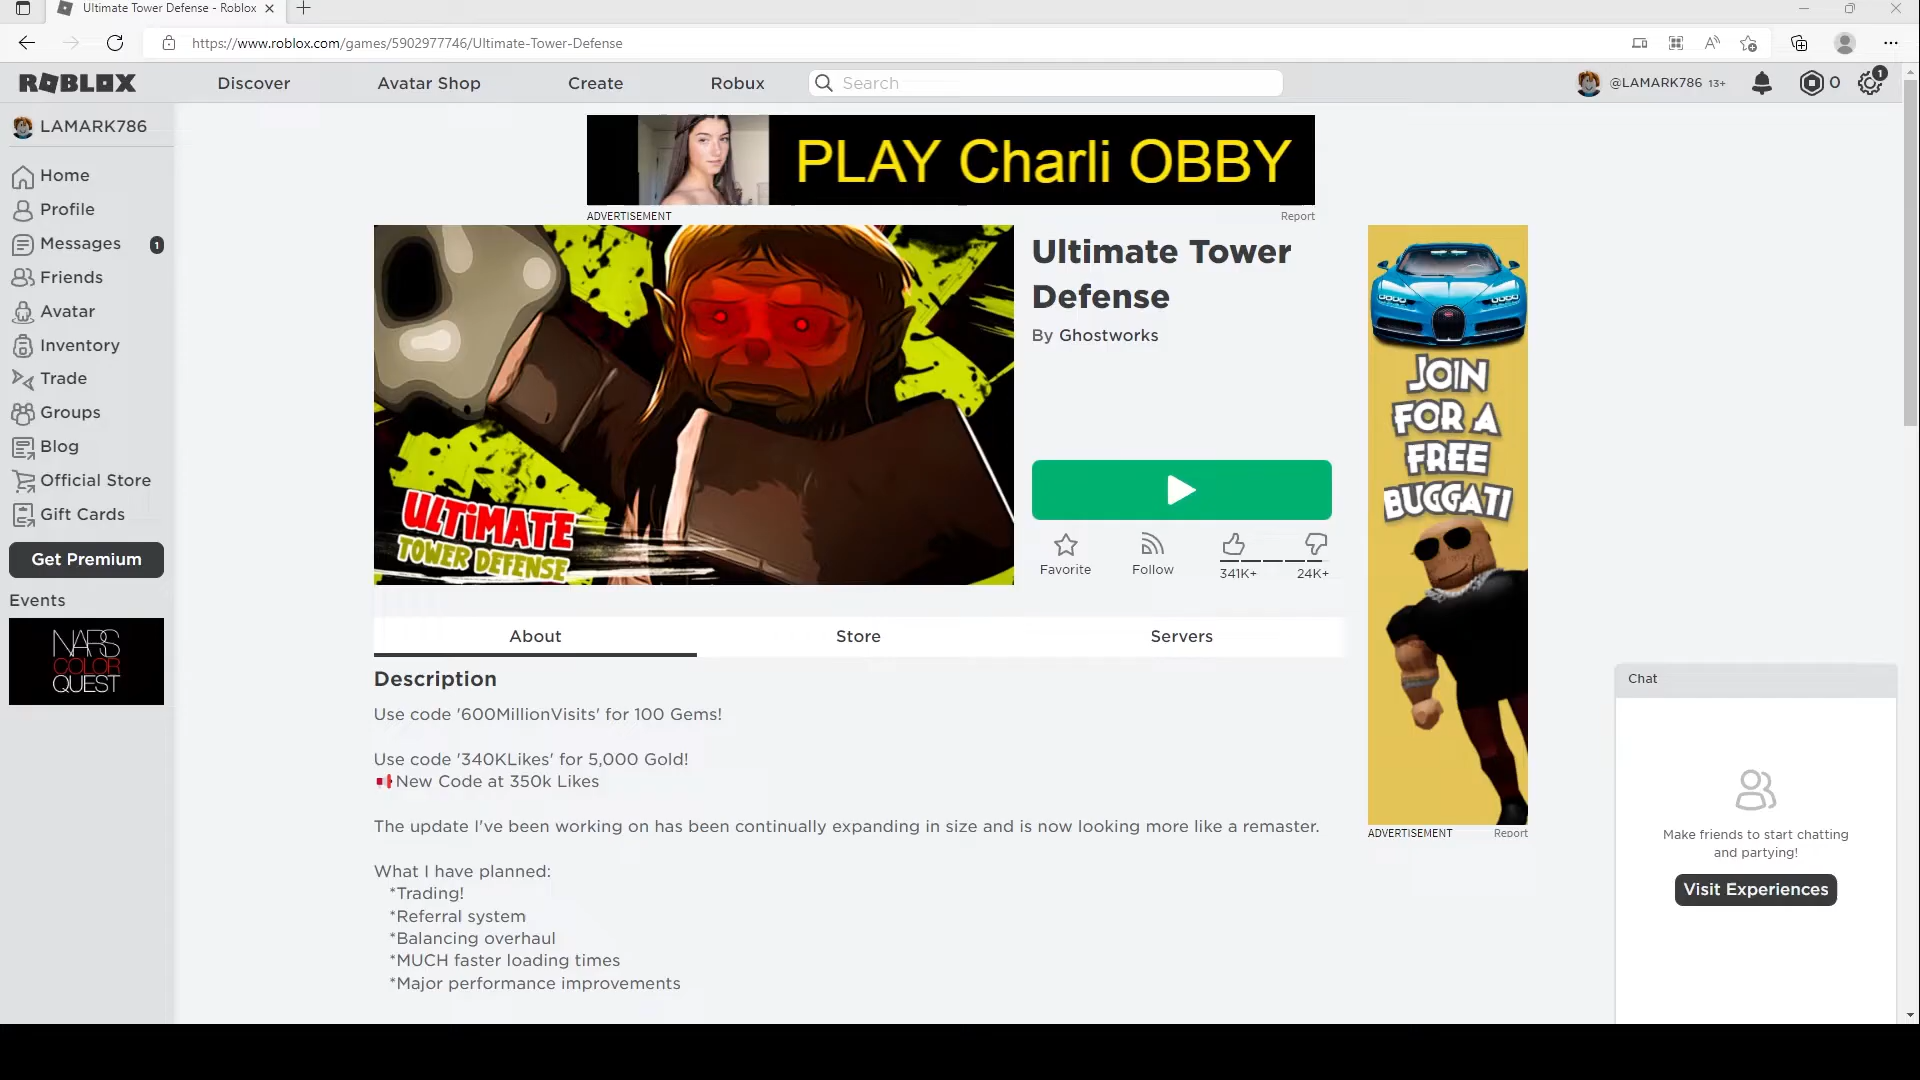 Ultimate Tower Defense - Roblox
https://www.roblox.com/games/5902977746/Ultimate-Tower-Defense
ROBLOX
Discover
Avatar Shop
Create
Robux
Search
@LAMARK786 13+
0
1
LAMARK786
Home
Profile
Messages 1
Friends
Avatar
Inventory
Trade
Groups
Blog
Official Store
Gift Cards
Get Premium
Events
NARS
COLOR
QUEST
PLAY Charli OBBY
ADVERTISEMENT
Report
ULTIMATE
TOWER DEFENSE
Ultimate Tower
Defense
By Ghostworks
Favorite
Follow
341K+
24K+
About
Store
Servers
Description
Use code '600MillionVisits' for 100 Gems!
Use code '340KLikes' for 5,000 Gold!
New Code at 350k Likes
The update I've been working on has been continually expanding in size and is now looking more like a remaster.
What I have planned:
*Trading!
*Referral system
*Balancing overhaul
*MUCH faster loading times
*Major performance improvements
JOIN
FOR A
FREE
BUGGATI
ADVERTISEMENT
Report
Chat
Make friends to start chatting
and partying!
Visit Experiences